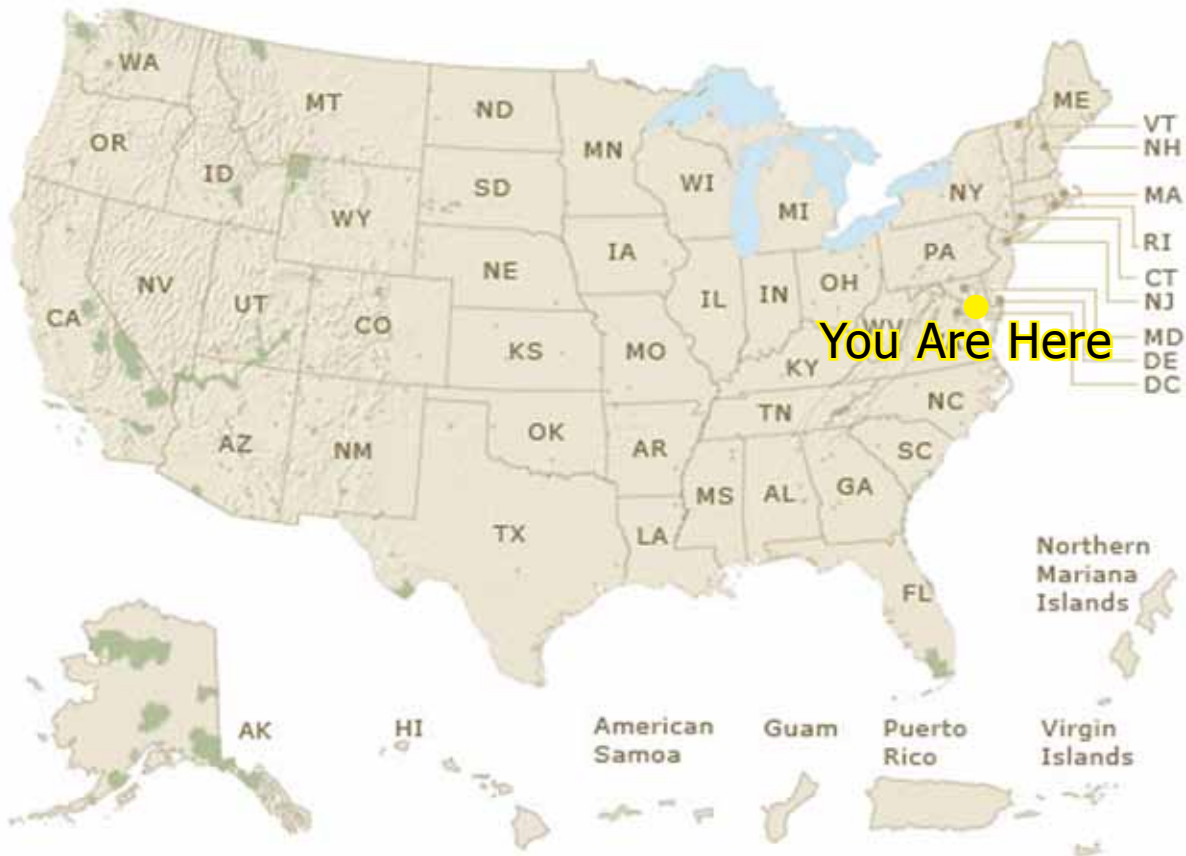 WA
MT
ND
MN
ME
VT
NH
OR
ID
SD
WI
MI
NY
MA
WY
RI
IA
PA
CT
NE
NV
UT
IL
IN
OH
NJ
CA
CO
WV
MD
You Are Here
KS
MO
KY
DE
DC
TN
NC
AZ
NM
OK
AR
SC
MS
AL
GA
TX
LA
FL
Northern
Mariana
Islands
AK
HI
American
Samoa
Guam
Puerto
Rico
Virgin
Islands